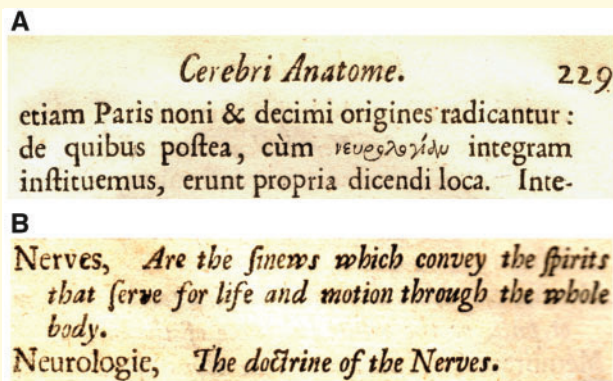 A
Cerebri Anatome. 229
etiam Paris noni & decimi origines radicantur :
de quibus poſtea, cùm νευρολογίαν integram
inſtituemus, erunt propria dicendi loca. Inte-
B
Nerves, Are the ſinews which convey the ſpirits
that ſerve for life and motion through the whole
body.
Neurologie, The doctrine of the Nerves.